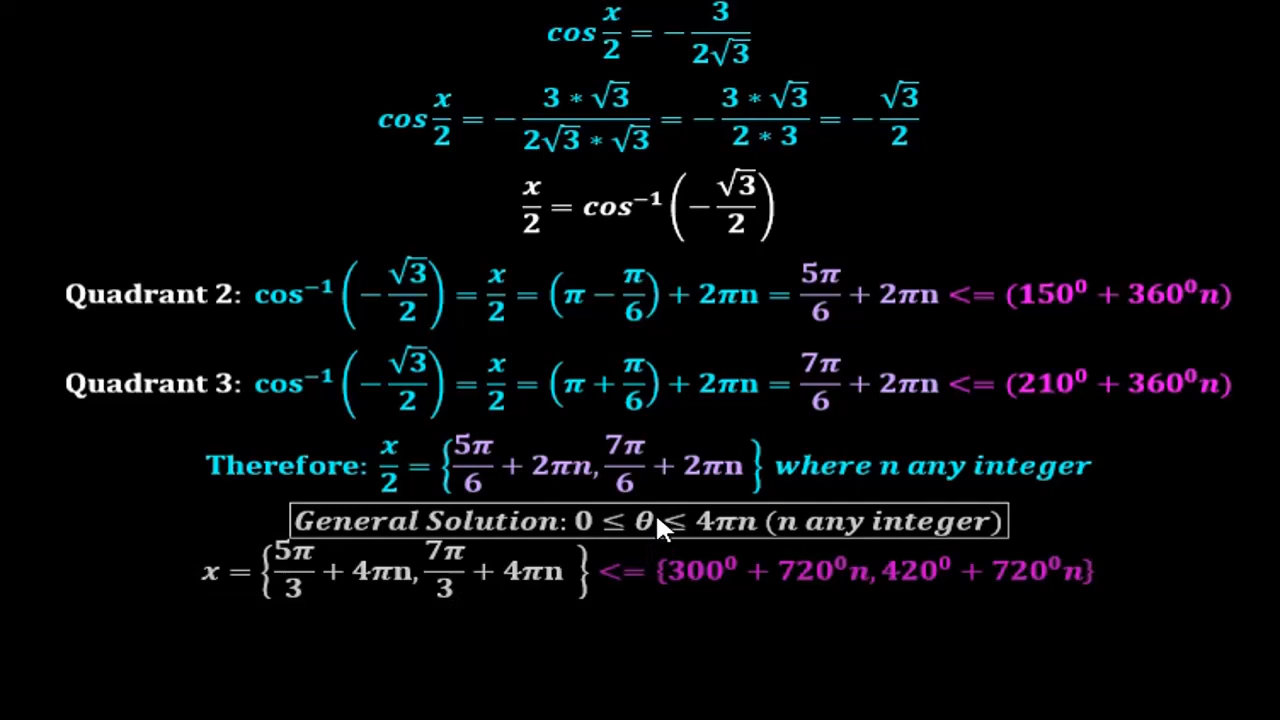 cos x/2 = − 3/(2√3)
cos x/2 = − (3 * √3)/(2√3 * √3) = − (3 * √3)/(2 * 3) = − √3/2
x/2 = cos⁻¹(− √3/2)
Quadrant 2: cos⁻¹(− √3/2) = x/2 = (π − π/6) + 2πn = 5π/6 + 2πn <= (150⁰ + 360⁰n)
Quadrant 3: cos⁻¹(− √3/2) = x/2 = (π + π/6) + 2πn = 7π/6 + 2πn <= (210⁰ + 360⁰n)
Therefore: x/2 = {5π/6 + 2πn, 7π/6 + 2πn } where n any integer
General Solution: 0 ≤ θ ≤ 4πn (n any integer)
x = {5π/3 + 4πn, 7π/3 + 4πn } <= {300⁰ + 720⁰n, 420⁰ + 720⁰n}